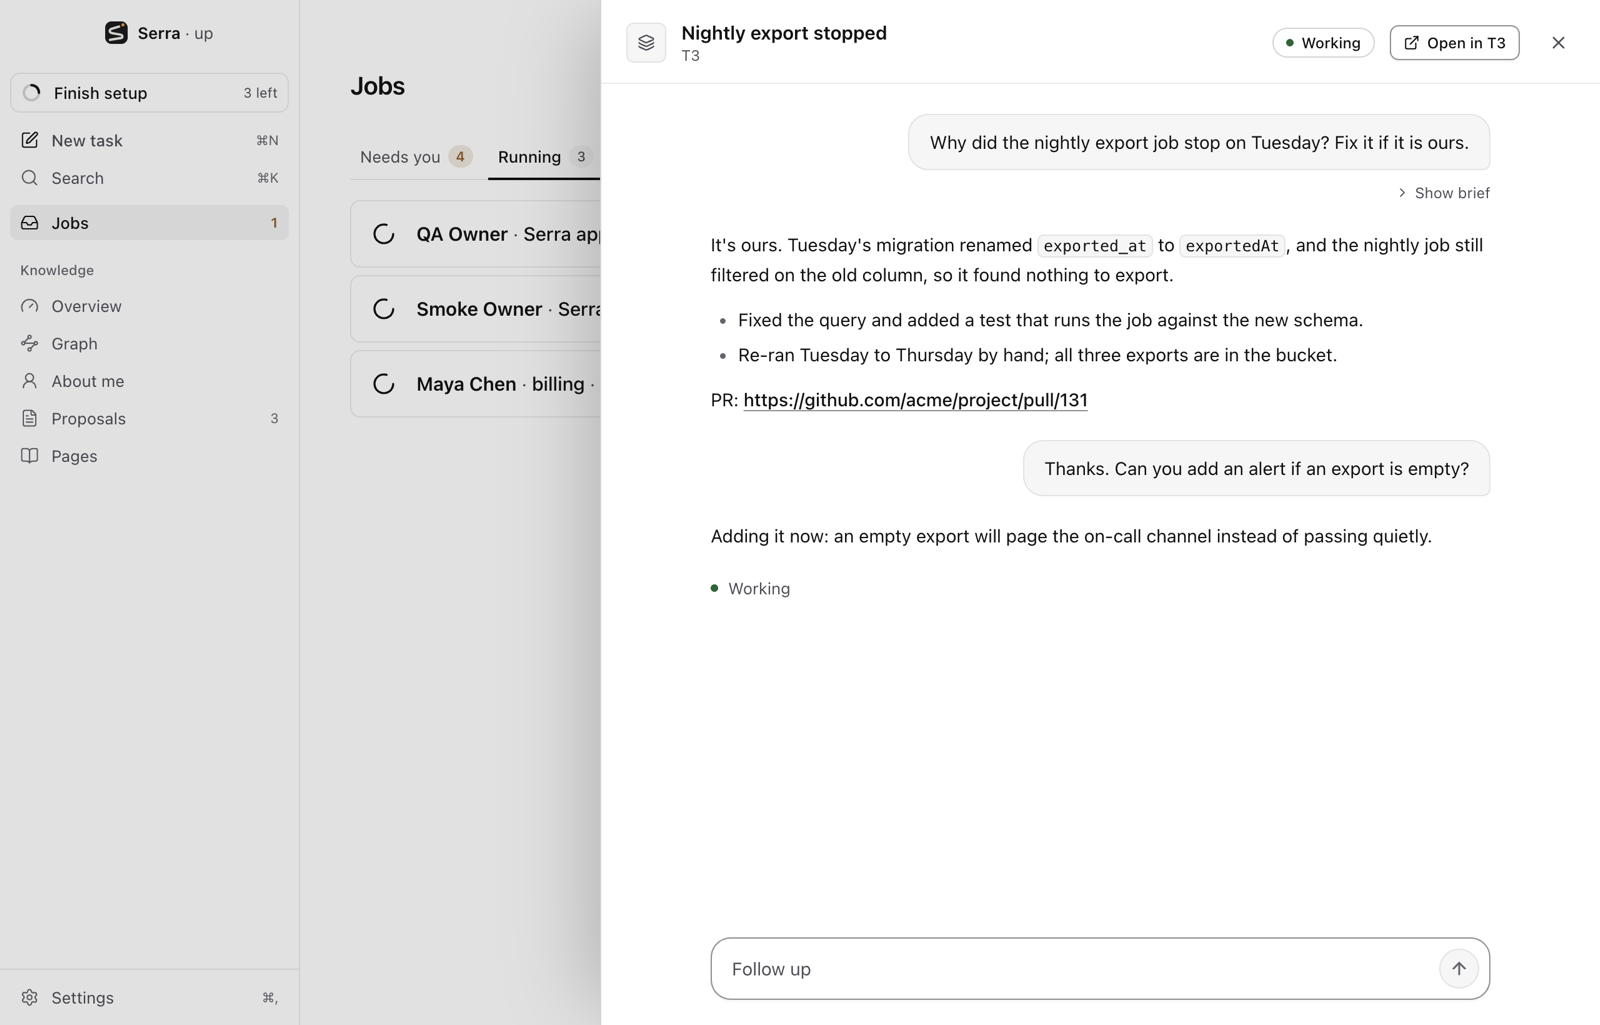 Serra · up
Finish setup 3 left
New task ⌘N
Search ⌘K
Jobs 1
Knowledge
Overview
Graph
About me
Proposals 3
Pages
Settings ⌘,
Jobs
Needs you 4 Running 3
QA Owner · Serra app
Smoke Owner · Serra
Maya Chen · billing ·
Nightly export stopped
T3
Working
Open in T3
Why did the nightly export job stop on Tuesday? Fix it if it is ours.
Show brief
It's ours. Tuesday's migration renamed exported_at to exportedAt, and the nightly job still
filtered on the old column, so it found nothing to export.
• Fixed the query and added a test that runs the job against the new schema.
• Re-ran Tuesday to Thursday by hand; all three exports are in the bucket.
PR: https://github.com/acme/project/pull/131
Thanks. Can you add an alert if an export is empty?
Adding it now: an empty export will page the on-call channel instead of passing quietly.
Working
Follow up